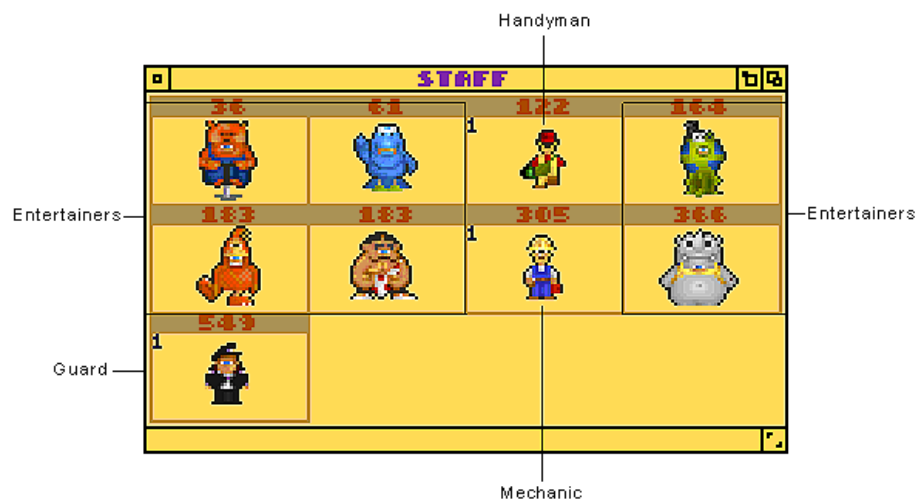 Handyman
STAFF
36 61 122 164
1
Entertainers
Entertainers
183 183 305 366
1
549
1
Guard
Mechanic